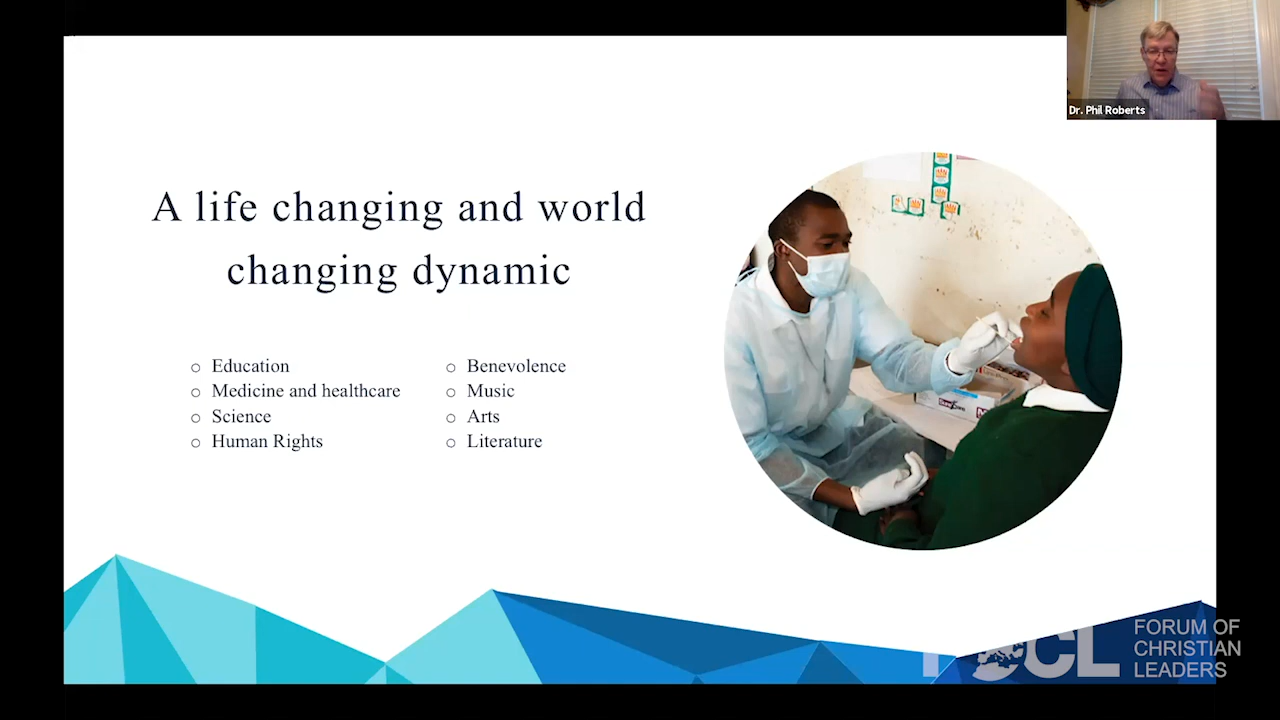 Dr. Phil Roberts
A life changing and world
changing dynamic
Education
Medicine and healthcare
Science
Human Rights
Benevolence
Music
Arts
Literature
FORUM OF
CHRISTIAN
LEADERS